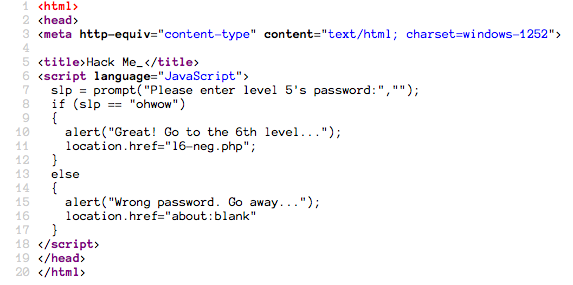 1 <html>
2 <head>
3 <meta http-equiv="content-type" content="text/html; charset=windows-1252">
4
5 <title>Hack Me_</title>
6 <script language="JavaScript">
7 slp = prompt("Please enter level 5's password:","");
8 if (slp == "ohwow")
9 {
10 alert("Great! Go to the 6th level...");
11 location.href="l6-neg.php";
12 }
13 else
14 {
15 alert("Wrong password. Go away...");
16 location.href="about:blank"
17 }
18 </script>
19 </head>
20 </html>